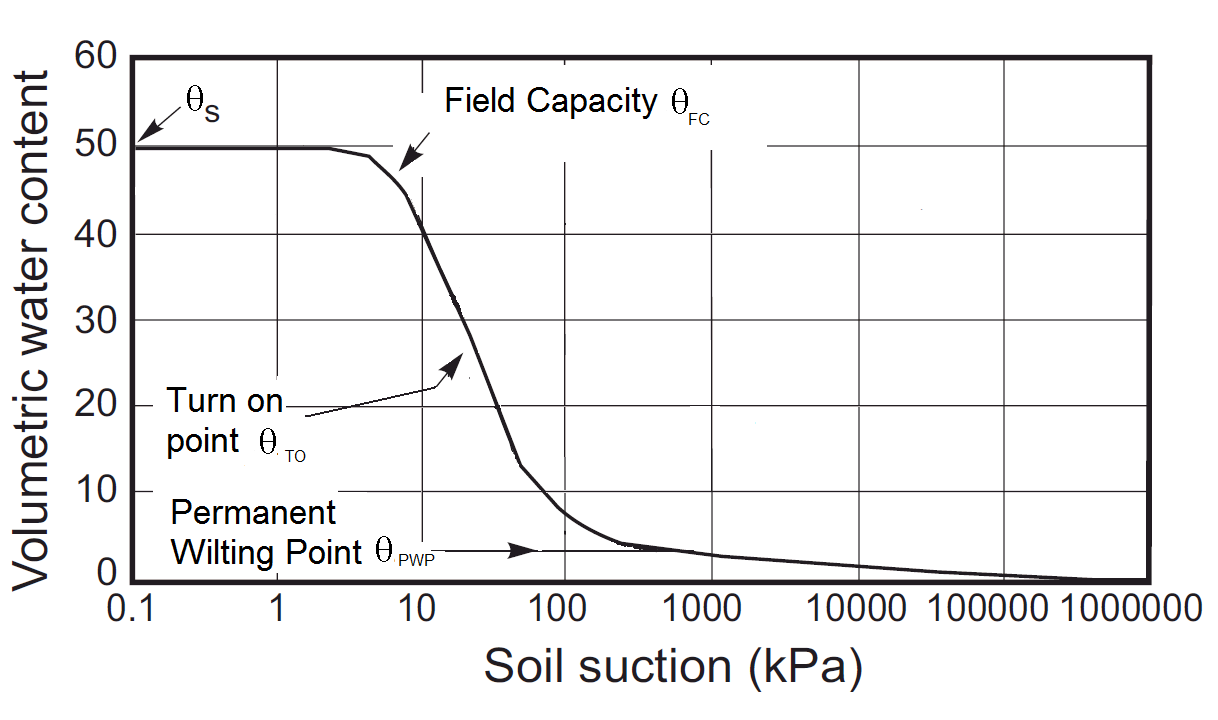 60
50
40
30
20
10
0
Volumetric water content
θS
Field Capacity θFC
Turn on
point θTO
Permanent
Wilting Point θPWP
0.1 1 10 100 1000 10000 100000 1000000
Soil suction (kPa)